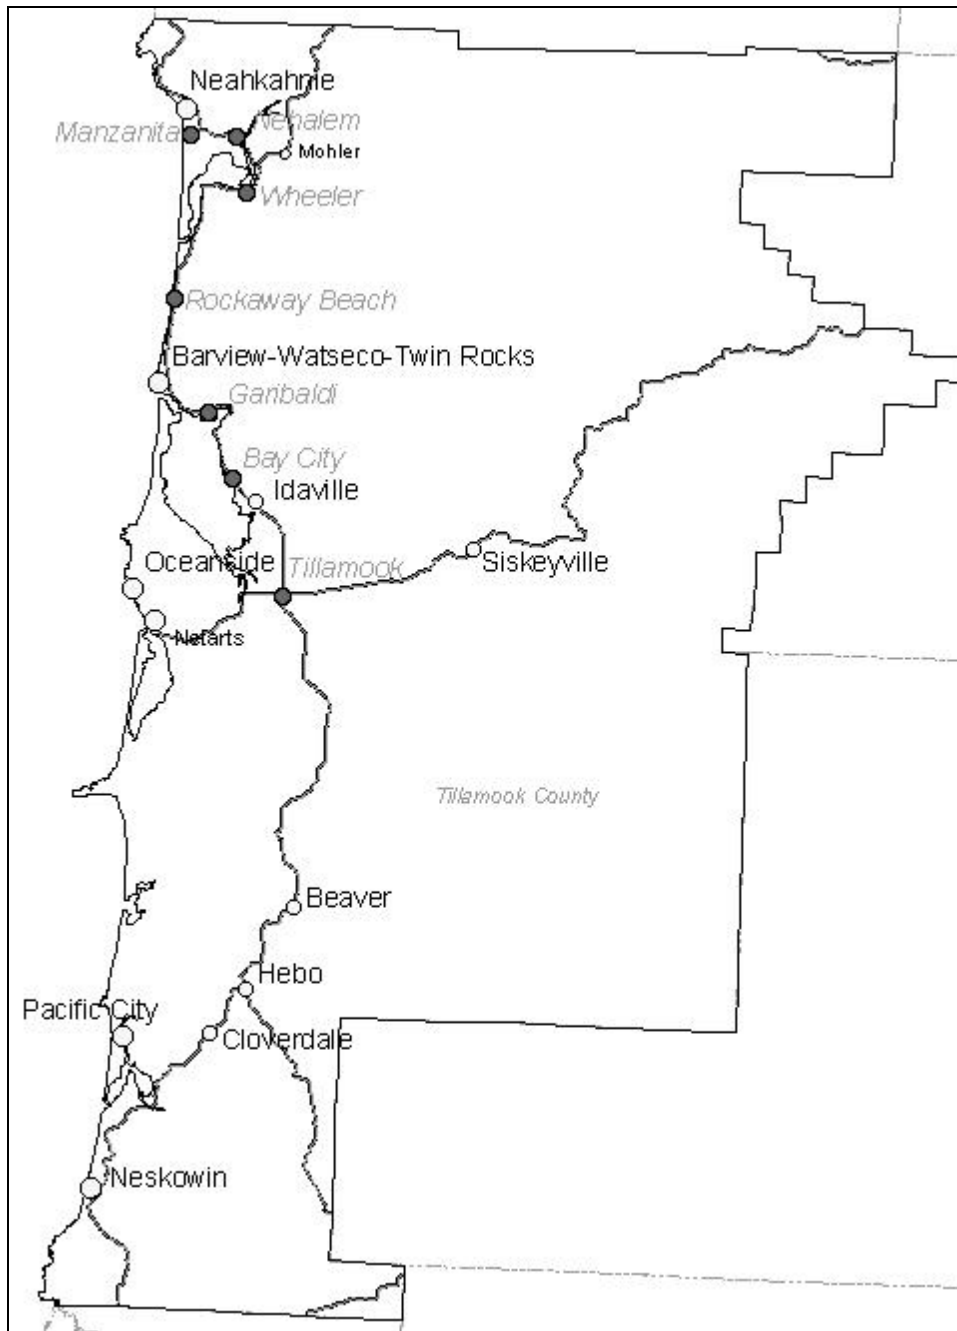 Neahkahnie
Manzanita
Nehalem
Mohler
Wheeler
Rockaway Beach
Barview-Watseco-Twin Rocks
Garibaldi
Bay City
Idaville
Oceanside
Tillamook
Siskeyville
Netarts
Tillamook County
Beaver
Hebo
Pacific City
Cloverdale
Neskowin